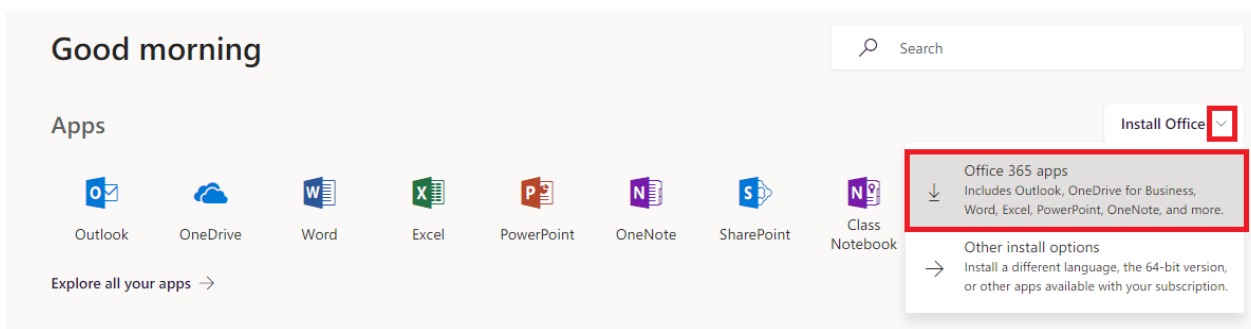 Good morning
Search
Apps
Install Office
Office 365 apps
Includes Outlook, OneDrive for Business,
Word, Excel, PowerPoint, OneNote, and more.
Other install options
Install a different language, the 64-bit version,
or other apps available with your subscription.
O
W
X
P
N
S
N
Outlook
OneDrive
Word
Excel
PowerPoint
OneNote
SharePoint
Class
Notebook
Explore all your apps →